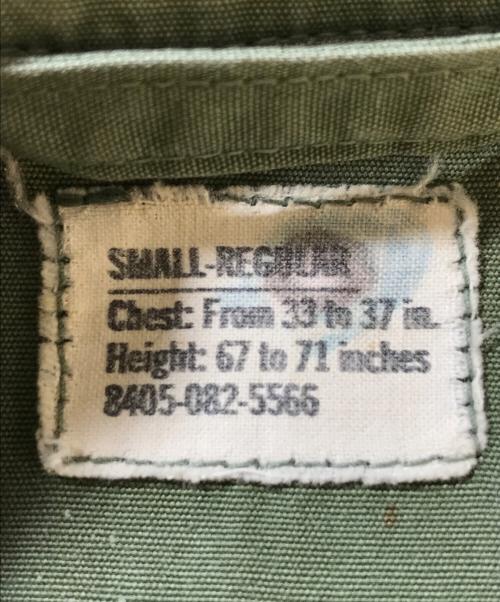 SMALL-REGULAR
Chest: From 33 to 37 in.
Height: 67 to 71 inches
8405-082-5566